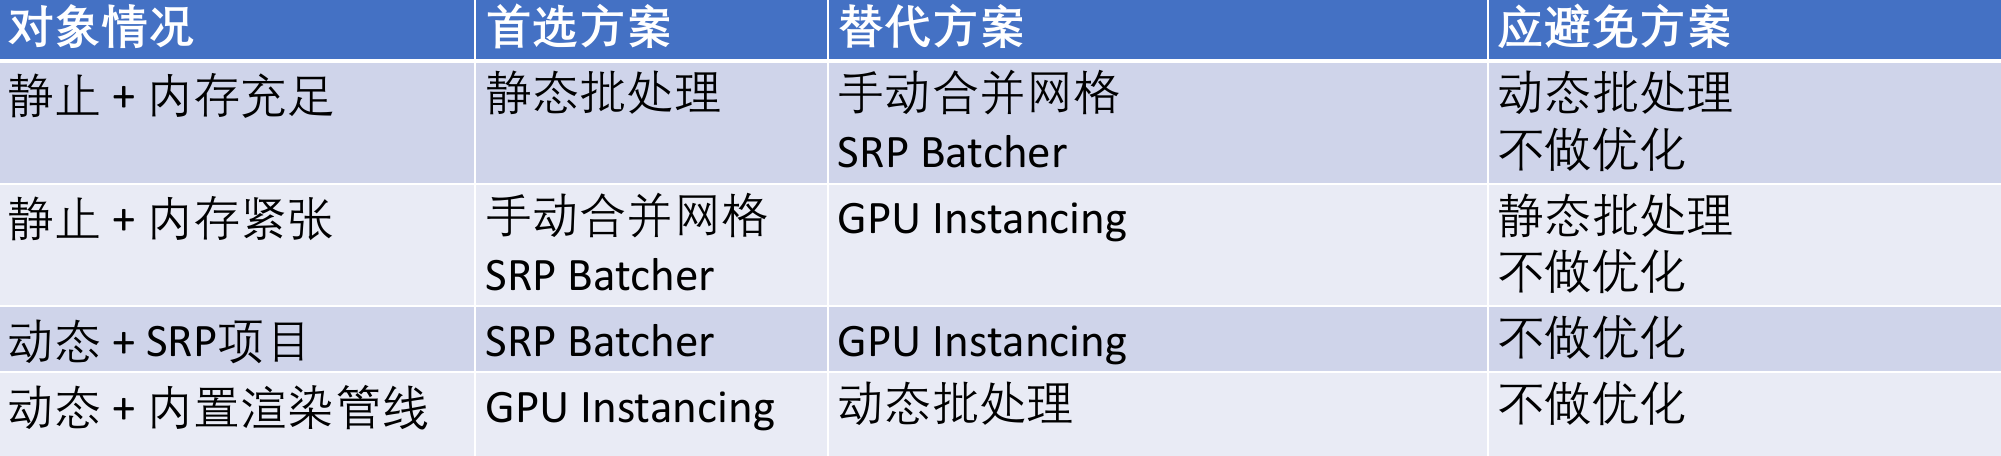 对象情况 首选方案 替代方案 应避免方案
静止 + 内存充足 静态批处理 手动合并网格 动态批处理
SRP Batcher 不做优化
静止 + 内存紧张 手动合并网格 GPU Instancing 静态批处理
SRP Batcher 不做优化
动态 + SRP项目 SRP Batcher GPU Instancing 不做优化
动态 + 内置渲染管线 GPU Instancing 动态批处理 不做优化